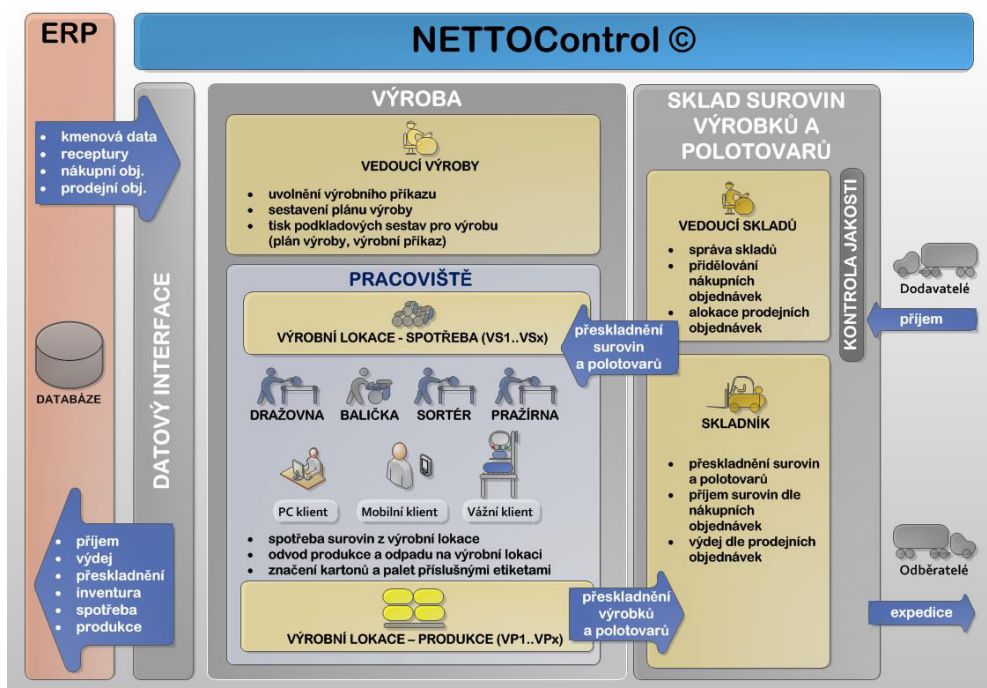 ERP
NETTOControl ©
• kmenová data
• receptury
• nákupní obj.
• prodejní obj.
DATABÁZE
• příjem
• výdej
• přeskladnění
• inventura
• spotřeba
• produkce
DATOVÝ INTERFACE
VÝROBA
VEDOUCÍ VÝROBY
• uvolnění výrobního příkazu
• sestavení plánu výroby
• tisk podkladových sestav pro výrobu
(plán výroby, výrobní příkaz)
PRACOVIŠTĚ
VÝROBNÍ LOKACE - SPOTŘEBA (VS1..VSx)
DRAŽOVNA
BALIČKA
SORTÉR
PRAŽÍRNA
PC klient
Mobilní klient
Vážní klient
• spotřeba surovin z výrobní lokace
• odvod produkce a odpadu na výrobní lokaci
• značení kartonů a palet příslušnými etiketami
VÝROBNÍ LOKACE – PRODUKCE (VP1..VPx)
přeskladnění
surovin
a polotovarů
přeskladnění
výrobků
a polotovarů
SKLAD SUROVIN
VÝROBKŮ A
POLOTOVARŮ
VEDOUCÍ SKLADŮ
• správa skladů
• přidělování
nákupních
objednávek
• alokace prodejních
objednávek
KONTROLA JAKOSTI
SKLADNÍK
• přeskladnění surovin
a polotovarů
• příjem surovin dle
nákupních
objednávek
• výdej dle prodejních
objednávek
Dodavatelé
příjem
Odběratelé
expedice